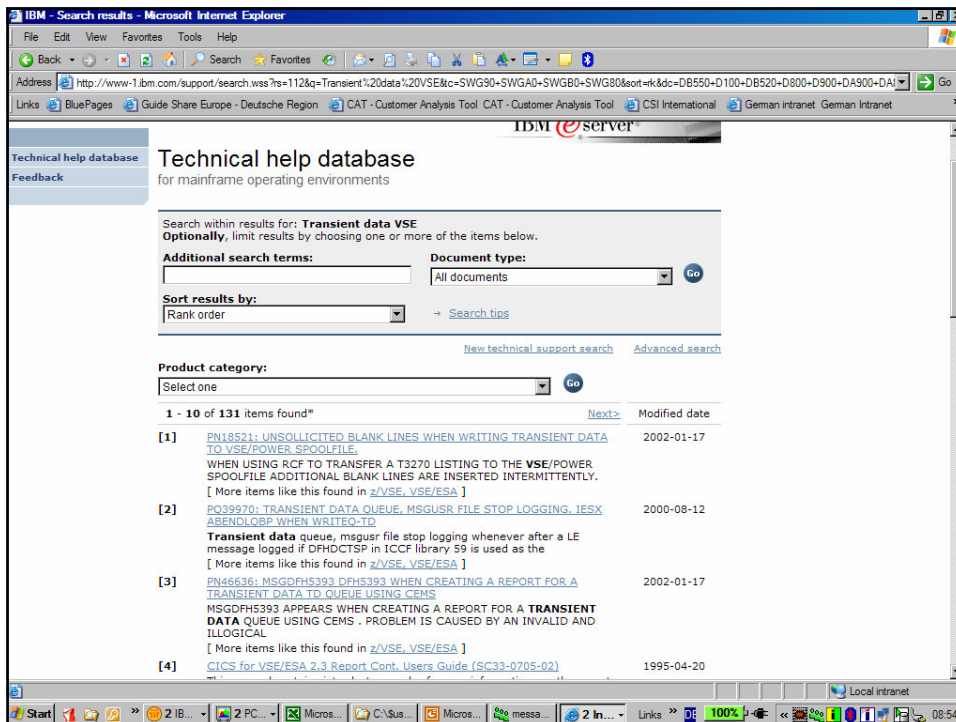 IBM - Search results - Microsoft Internet Explorer
File Edit View Favorites Tools Help
Back Search Favorites
Address http://www-1.ibm.com/support/search.wss?rs=112&q=Transient%20data%20VSE&tc=SWG90+SWGA0+SWGB0+SWG80&sort=rk&dc=DB550+D100+DB520+D800+D900+DA900+DA Go
Links BluePages Guide Share Europe - Deutsche Region CAT - Customer Analysis Tool CAT - Customer Analysis Tool CSI International German intranet German Intranet
IBM e server
Technical help database
Feedback
Technical help database
for mainframe operating environments
Search within results for: Transient data VSE
Optionally, limit results by choosing one or more of the items below.
Additional search terms: Document type:
All documents Go
Sort results by:
Rank order → Search tips
New technical support search Advanced search
Product category:
Select one Go
1 - 10 of 131 items found* Next> Modified date
[1] PN18521: UNSOLLICITED BLANK LINES WHEN WRITING TRANSIENT DATA 2002-01-17
TO VSE/POWER SPOOLFILE.
WHEN USING RCF TO TRANSFER A T3270 LISTING TO THE VSE/POWER
SPOOLFILE ADDITIONAL BLANK LINES ARE INSERTED INTERMITTENTLY.
[ More items like this found in z/VSE, VSE/ESA ]
[2] PQ39970: TRANSIENT DATA QUEUE, MSGUSR FILE STOP LOGGING. IESX 2000-08-12
ABENDLQBP WHEN WRITEQ-TD
Transient data queue, msgusr file stop logging whenever after a LE
message logged if DFHDCTSP in ICCF library 59 is used as the
[ More items like this found in z/VSE, VSE/ESA ]
[3] PN46636: MSGDFH5393 DFH5393 WHEN CREATING A REPORT FOR A 2002-01-17
TRANSIENT DATA TD QUEUE USING CEMS
MSGDFH5393 APPEARS WHEN CREATING A REPORT FOR A TRANSIENT
DATA QUEUE USING CEMS . PROBLEM IS CAUSED BY AN INVALID AND
ILLOGICAL
[ More items like this found in z/VSE, VSE/ESA ]
[4] CICS for VSE/ESA 2.3 Report Cont. Users Guide (SC33-0705-02) 1995-04-20
Local intranet
Start » 2 IB... 2 PC... Micros... C:\Sus... Micros... messa... 2 In... Links » DE 100% « 08:54